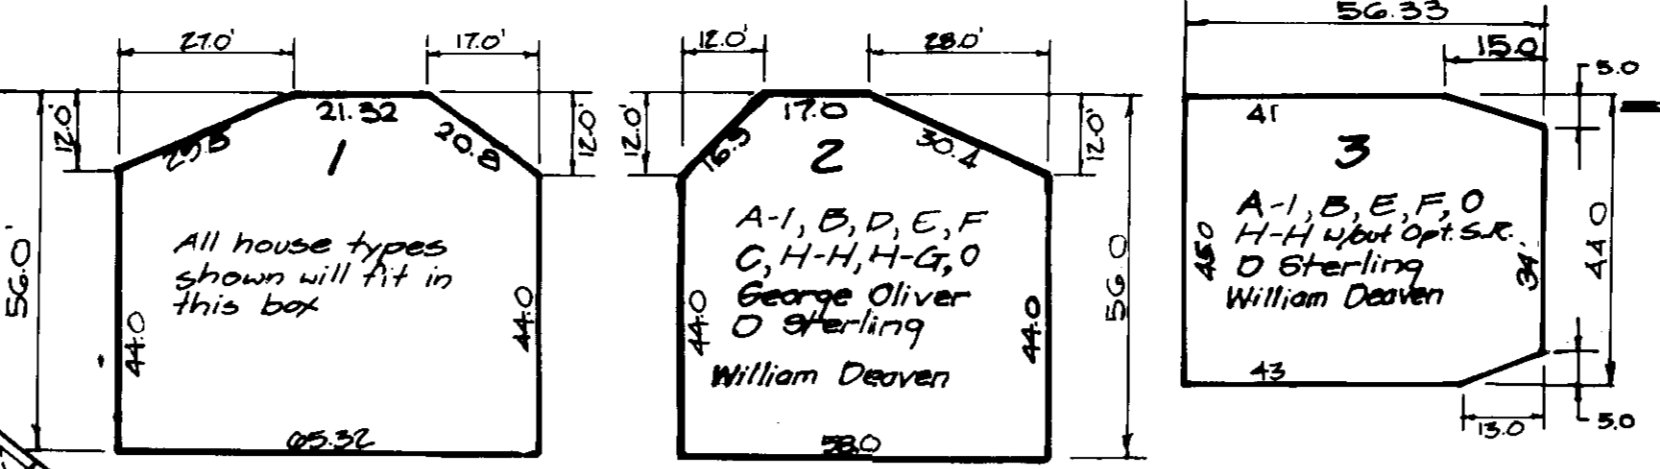 27.0'
17.0'
12.0'
21.32
20.8
12.0'
1
56.0'
All house types
shown will fit in
this box
44.0
44.0
65.32
12.0'
28.0'
12.0'
17.0
16.9
30.4
12.0'
2
A-1, B, D, E, F
C, H-H, H-G, O
George Oliver
O Sterling
William Deaven
44.0
44.0
56.0
58.0
56.33
15.0
5.0
41
3
A-1, B, E, F, O
H-H w/out Opt. S.R.
O Sterling
William Deaven
45.0
34'
44.0
43
13.0
5.0